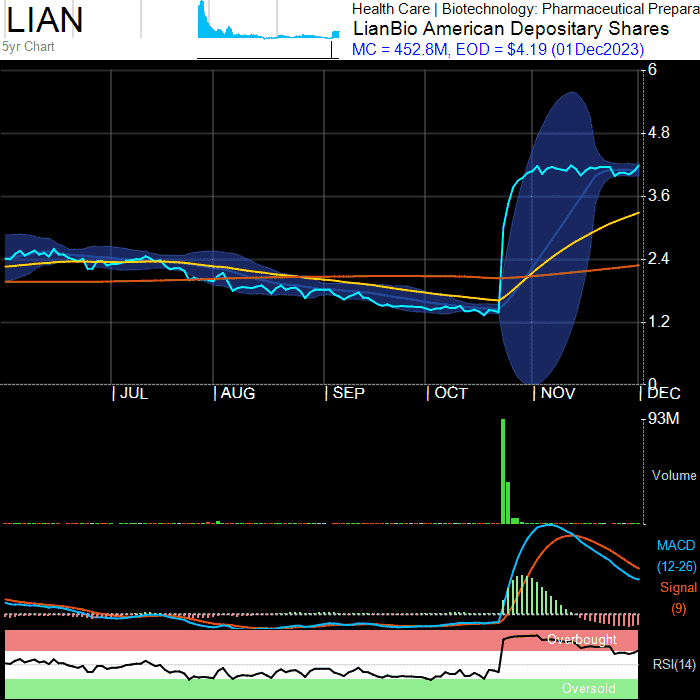 LIAN
5yr Chart
Health Care | Biotechnology: Pharmaceutical Prepara
LianBio American Depositary Shares
MC = 452.8M, EOD = $4.19 (01Dec2023)
6
4.8
3.6
2.4
1.2
0
| JUL | AUG | SEP | OCT | NOV | DEC
93M
Volume
MACD
(12-26)
Signal
(9)
Overbought
RSI(14)
Oversold